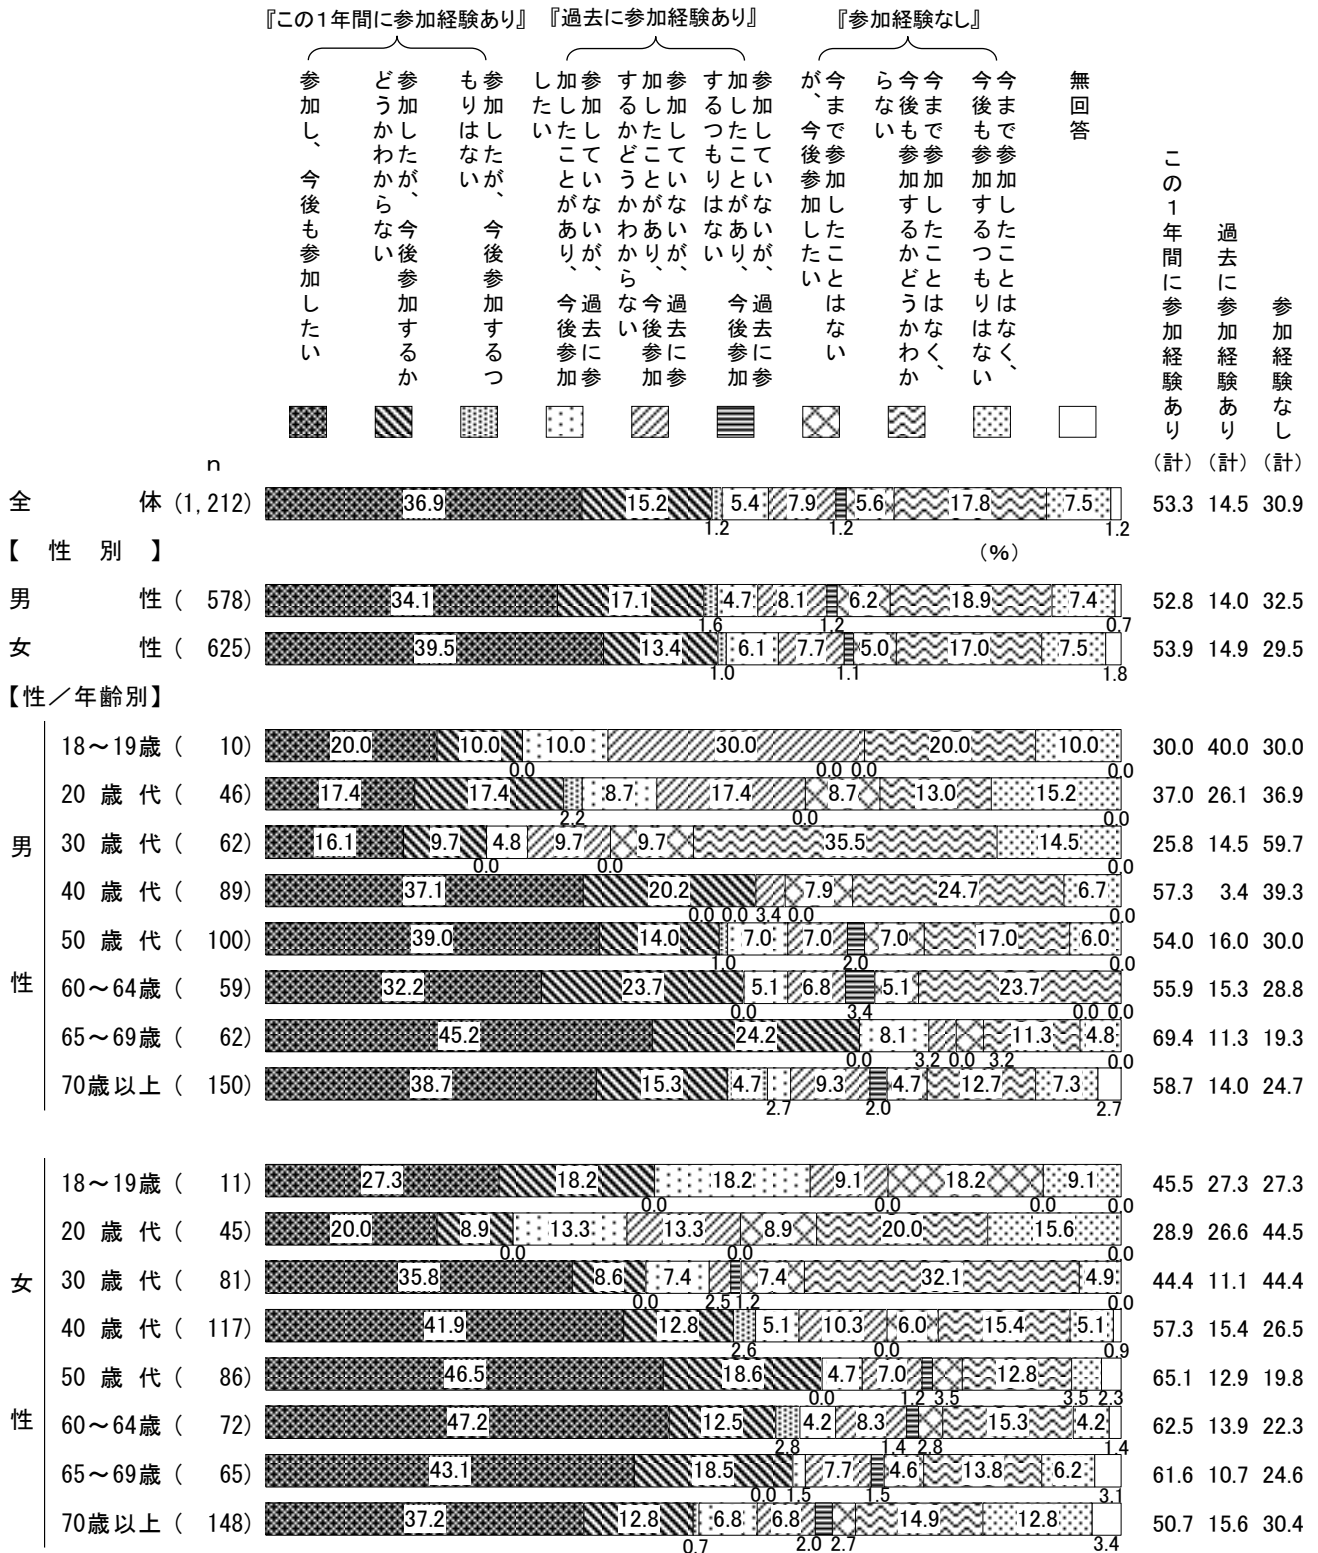 『この１年間に参加経験あり』 『過去に参加経験あり』 『参加経験なし』
参加し、今後も参加したい
参加したが、今後参加するか
どうかわからない
参加したが、今後参加するつ
もりはない
参加していないが、過去に参
加したことがあり、今後参加
したい
参加していないが、過去に参
加したことがあり、今後参加
するかどうかわからない
参加していないが、過去に参
加したことがあり、今後参加
するつもりはない
今まで参加したことはない
が、今後参加したい
今まで参加したことはなく、
今後も参加するかどうかわか
らない
今まで参加したことはなく、
今後も参加するつもりはない
無回答
この１年間に参加経験あり（計）
過去に参加経験あり（計）
参加経験なし（計）
ｎ
全体 (1,212) 36.9 15.2 1.2 5.4 7.9 1.2 5.6 17.8 7.5 1.2 53.3 14.5 30.9
【 性 別 】 （％）
男性 ( 578) 34.1 17.1 1.6 4.7 8.1 1.2 6.2 18.9 7.4 0.7 52.8 14.0 32.5
女性 ( 625) 39.5 13.4 1.0 6.1 7.7 1.1 5.0 17.0 7.5 1.8 53.9 14.9 29.5
【性／年齢別】
男性
18～19歳 ( 10) 20.0 10.0 0.0 10.0 30.0 0.0 0.0 20.0 10.0 0.0 30.0 40.0 30.0
20 歳 代 ( 46) 17.4 17.4 2.2 8.7 17.4 0.0 8.7 13.0 15.2 0.0 37.0 26.1 36.9
30 歳 代 ( 62) 16.1 9.7 0.0 4.8 9.7 0.0 9.7 35.5 14.5 0.0 25.8 14.5 59.7
40 歳 代 ( 89) 37.1 20.2 0.0 0.0 3.4 0.0 7.9 24.7 6.7 0.0 57.3 3.4 39.3
50 歳 代 ( 100) 39.0 14.0 1.0 7.0 7.0 2.0 7.0 17.0 6.0 0.0 54.0 16.0 30.0
60～64歳 ( 59) 32.2 23.7 0.0 5.1 6.8 3.4 5.1 23.7 0.0 0.0 55.9 15.3 28.8
65～69歳 ( 62) 45.2 24.2 0.0 8.1 3.2 0.0 3.2 11.3 4.8 0.0 69.4 11.3 19.3
70歳以上 ( 150) 38.7 15.3 4.7 2.7 9.3 2.0 4.7 12.7 7.3 2.7 58.7 14.0 24.7
女性
18～19歳 ( 11) 27.3 18.2 0.0 18.2 9.1 0.0 18.2 0.0 9.1 0.0 45.5 27.3 27.3
20 歳 代 ( 45) 20.0 8.9 0.0 13.3 13.3 0.0 8.9 20.0 15.6 0.0 28.9 26.6 44.5
30 歳 代 ( 81) 35.8 8.6 0.0 7.4 2.5 1.2 7.4 32.1 4.9 0.0 44.4 11.1 44.4
40 歳 代 ( 117) 41.9 12.8 2.6 5.1 10.3 0.0 6.0 15.4 5.1 0.9 57.3 15.4 26.5
50 歳 代 ( 86) 46.5 18.6 0.0 4.7 7.0 1.2 3.5 12.8 3.5 2.3 65.1 12.9 19.8
60～64歳 ( 72) 47.2 12.5 2.8 4.2 8.3 1.4 2.8 15.3 4.2 1.4 62.5 13.9 22.3
65～69歳 ( 65) 43.1 18.5 0.0 1.5 7.7 1.5 4.6 13.8 6.2 3.1 61.6 10.7 24.6
70歳以上 ( 148) 37.2 12.8 0.7 6.8 6.8 2.0 2.7 14.9 12.8 3.4 50.7 15.6 30.4